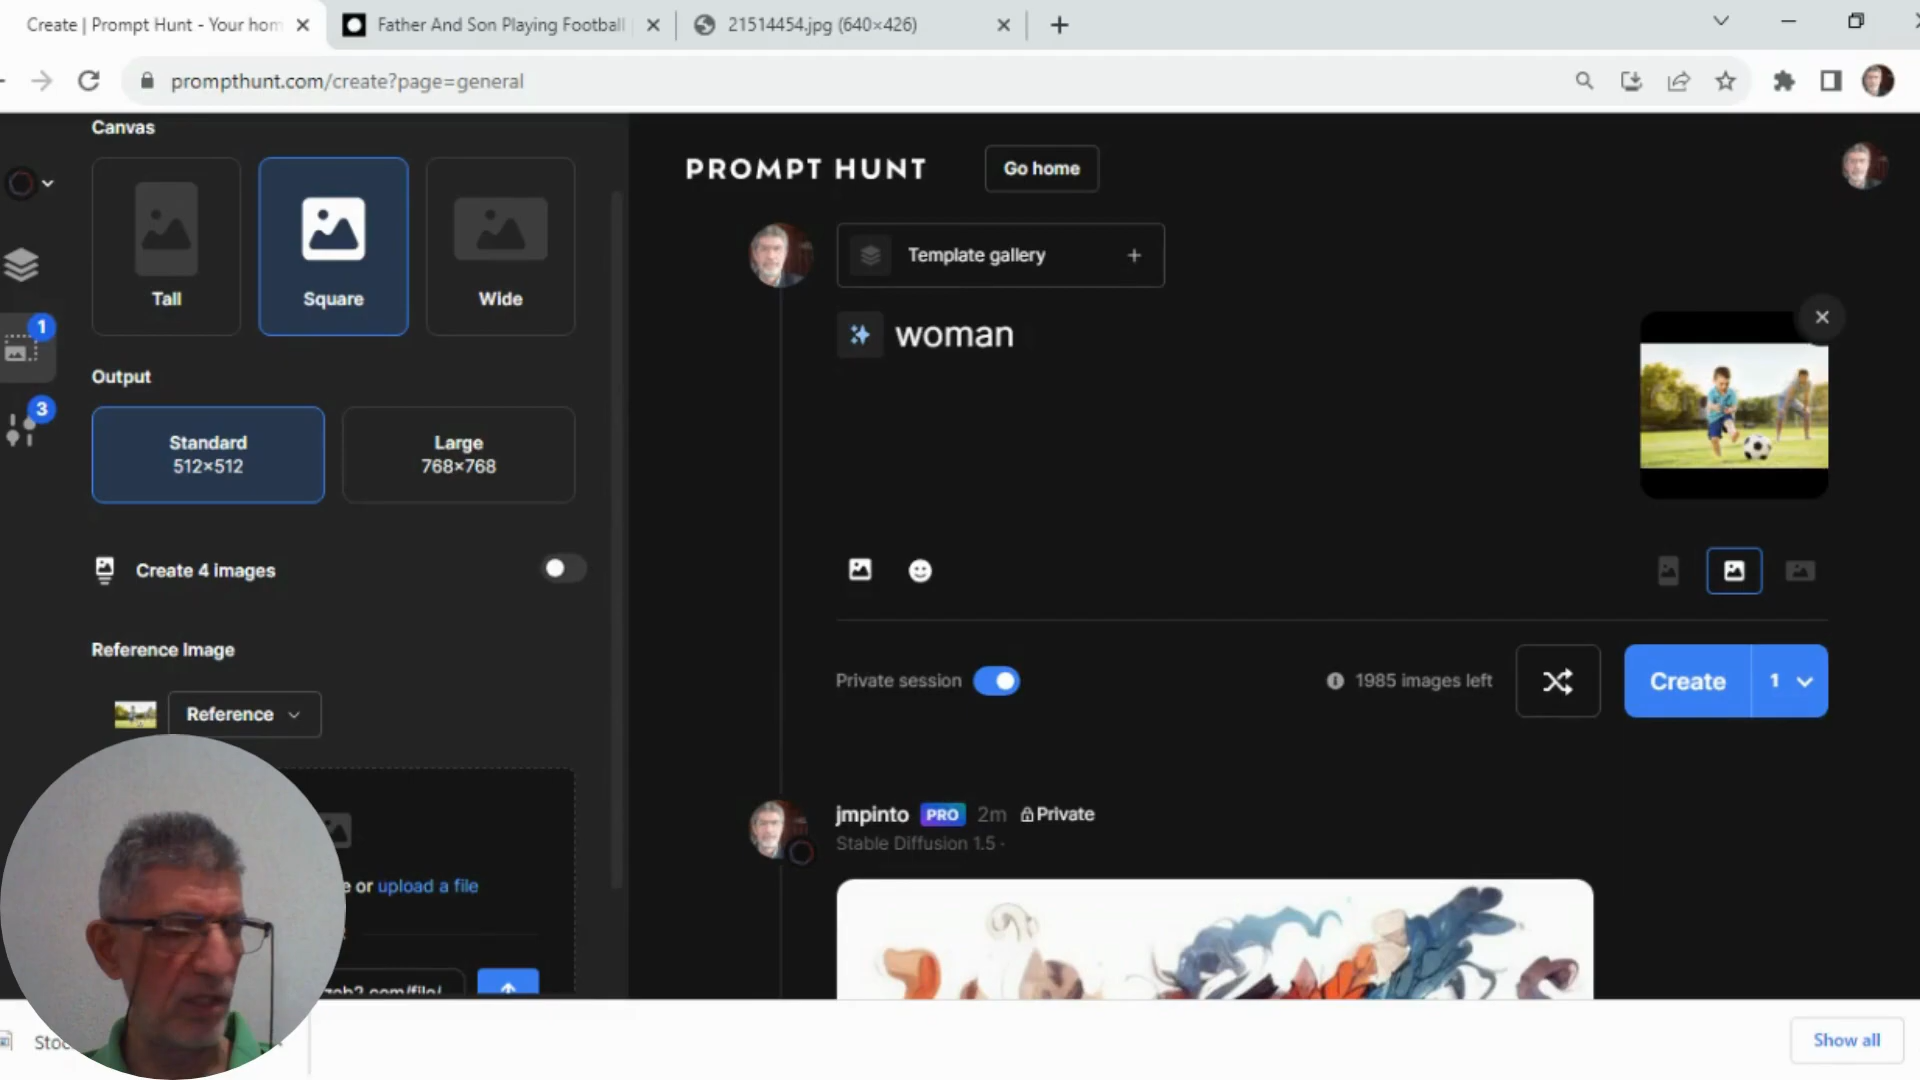 Create | Prompt Hunt - Your hom
Father And Son Playing Football
21514454.jpg (640×426)
prompthunt.com/create?page=general
Canvas
Tall
Square
Wide
1
3
Output
Standard
512×512
Large
768×768
Create 4 images
Reference Image
Reference
e or upload a file
PROMPT HUNT
Go home
Template gallery
woman
Private session
1985 images left
Create
1
jmpinto PRO 2m Private
Stable Diffusion 1.5 -
Show all